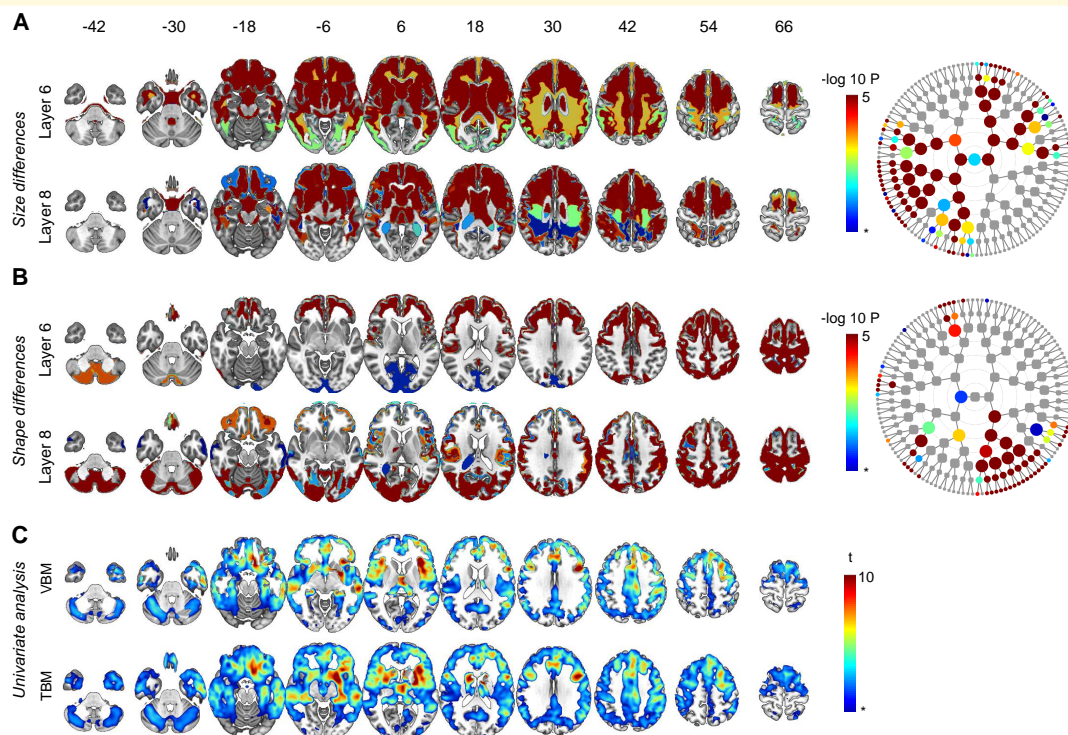 A
-42 -30 -18 -6 6 18 30 42 54 66
Size differences
Layer 6
Layer 8
-log 10 P
5
*
B
Shape differences
Layer 6
Layer 8
-log 10 P
5
*
C
Univariate analysis
VBM
TBM
t
10
*